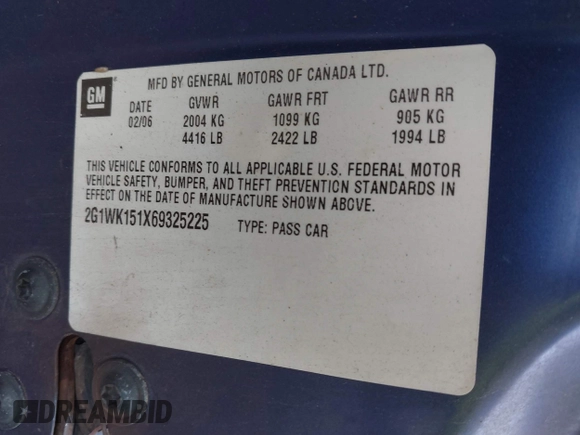 MFD BY GENERAL MOTORS OF CANADA LTD.
GM
DATE GVWR GAWR FRT GAWR RR
02/06 2004 KG 1099 KG 905 KG
4416 LB 2422 LB 1994 LB
THIS VEHICLE CONFORMS TO ALL APPLICABLE U.S. FEDERAL MOTOR
VEHICLE SAFETY, BUMPER, AND THEFT PREVENTION STANDARDS IN
EFFECT ON THE DATE OF MANUFACTURE SHOWN ABOVE.
2G1WK151X69325225 TYPE: PASS CAR
DREAMBID